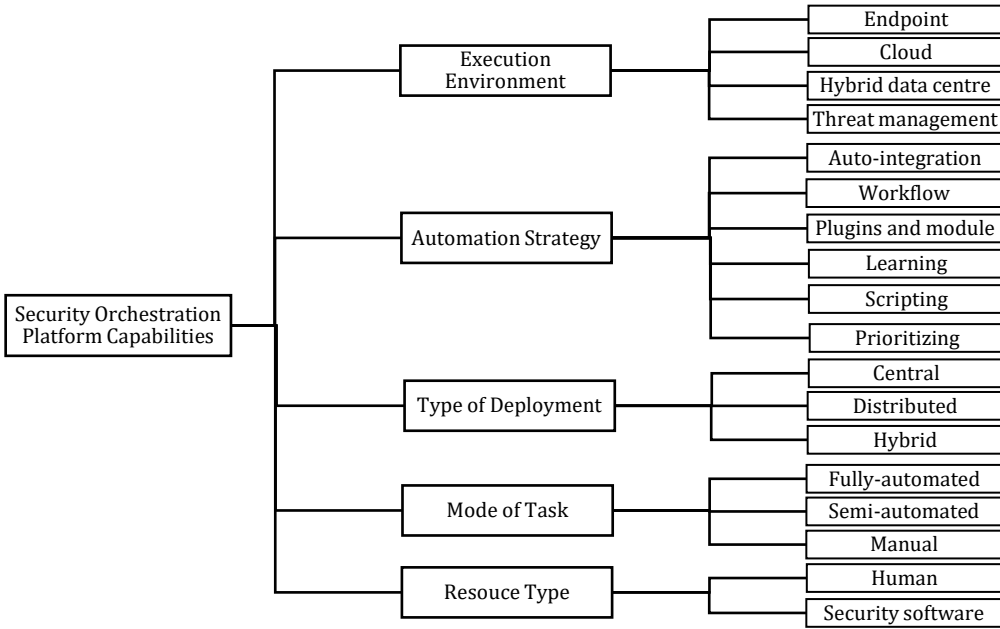 Security Orchestration
Platform Capabilities
Execution
Environment
Endpoint
Cloud
Hybrid data centre
Threat management
Automation Strategy
Auto-integration
Workflow
Plugins and module
Learning
Scripting
Prioritizing
Type of Deployment
Central
Distributed
Hybrid
Mode of Task
Fully-automated
Semi-automated
Manual
Resouce Type
Human
Security software